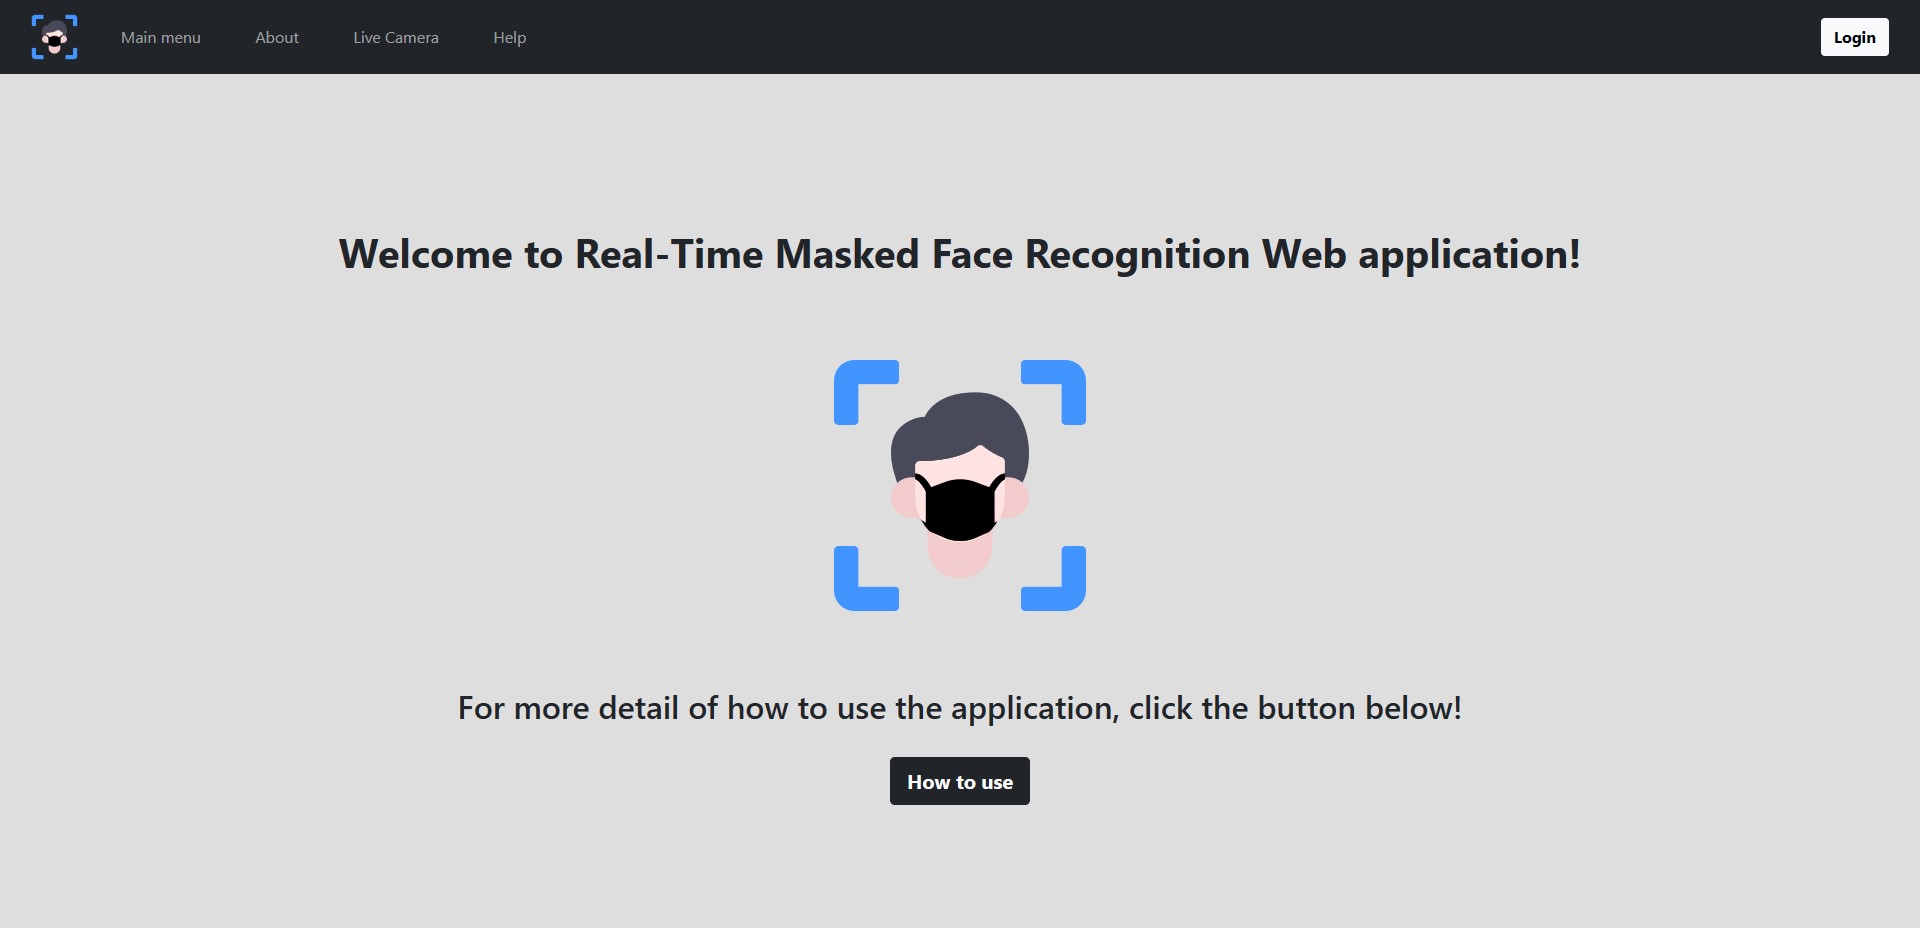 Main menu About Live Camera Help Login
Welcome to Real-Time Masked Face Recognition Web application!
For more detail of how to use the application, click the button below!
How to use